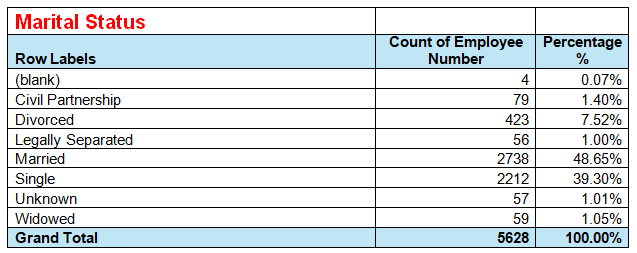 Marital Status
Row Labels Count of Employee Number Percentage %
(blank) 4 0.07%
Civil Partnership 79 1.40%
Divorced 423 7.52%
Legally Separated 56 1.00%
Married 2738 48.65%
Single 2212 39.30%
Unknown 57 1.01%
Widowed 59 1.05%
Grand Total 5628 100.00%